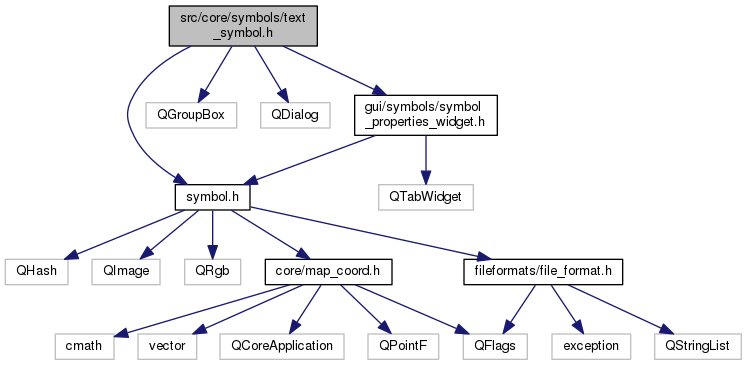 src/core/symbols/text
_symbol.h
QGroupBox
QDialog
gui/symbols/symbol
_properties_widget.h
symbol.h
QTabWidget
QHash
QImage
QRgb
core/map_coord.h
fileformats/file_format.h
cmath
vector
QCoreApplication
QPointF
QFlags
exception
QStringList